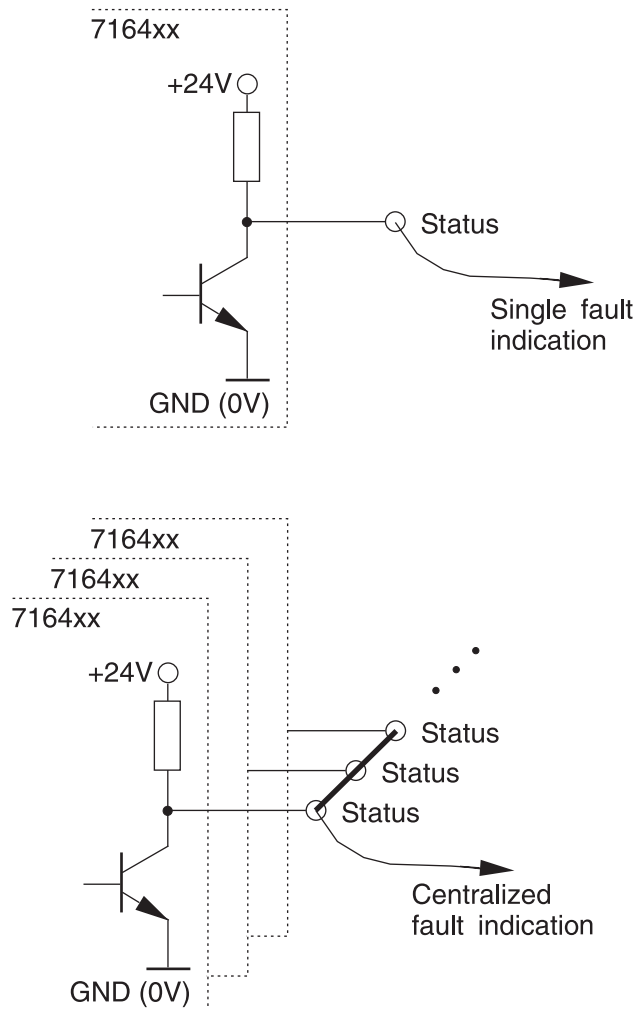 7164xx
+24V
Status
Single fault
indication
GND (0V)
7164xx
7164xx
7164xx
+24V
Status
Status
Status
Centralized
fault indication
GND (0V)